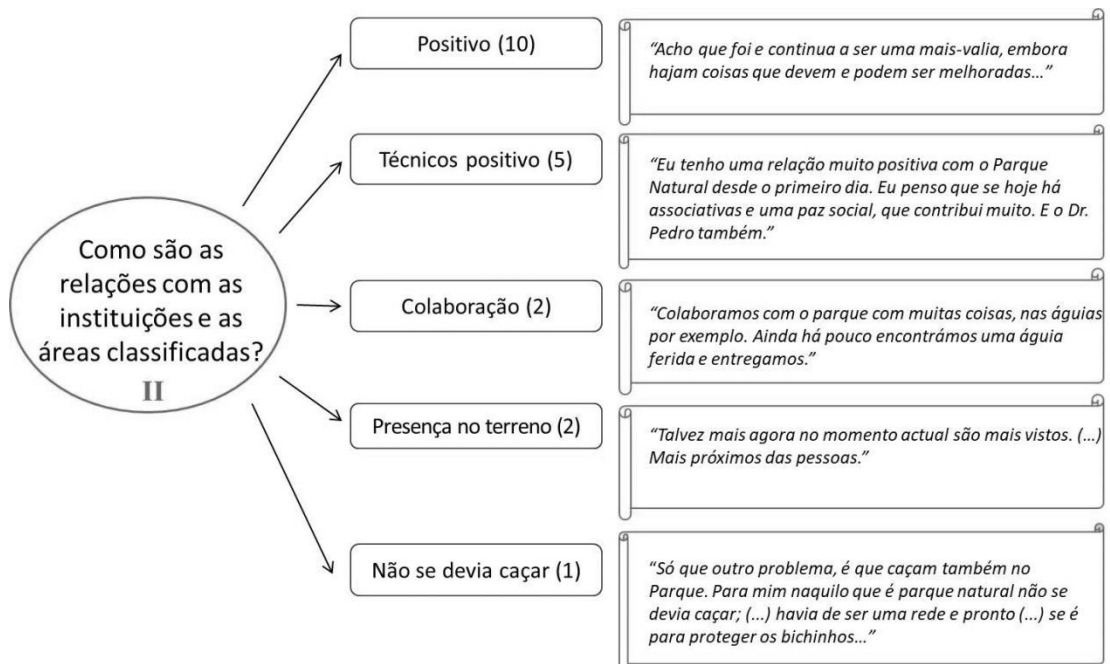 Como são as
relações com as
instituições e as
áreas classificadas?
II
Positivo (10)
“Acho que foi e continua a ser uma mais-valia, embora
hajam coisas que devem e podem ser melhoradas...”
Técnicos positivo (5)
“Eu tenho uma relação muito positiva com o Parque
Natural desde o primeiro dia. Eu penso que se hoje há
associativas e uma paz social, que contribui muito. E o Dr.
Pedro também.”
Colaboração (2)
“Colaboramos com o parque com muitas coisas, nas águias
por exemplo. Ainda há pouco encontrámos uma águia
ferida e entregamos.”
Presença no terreno (2)
“Talvez mais agora no momento actual são mais vistos. (...)
Mais próximos das pessoas.”
Não se devia caçar (1)
“Só que outro problema, é que caçam também no
Parque. Para mim naquilo que é parque natural não se
devia caçar; (...) havia de ser uma rede e pronto (...) se é
para proteger os bichinhos...”